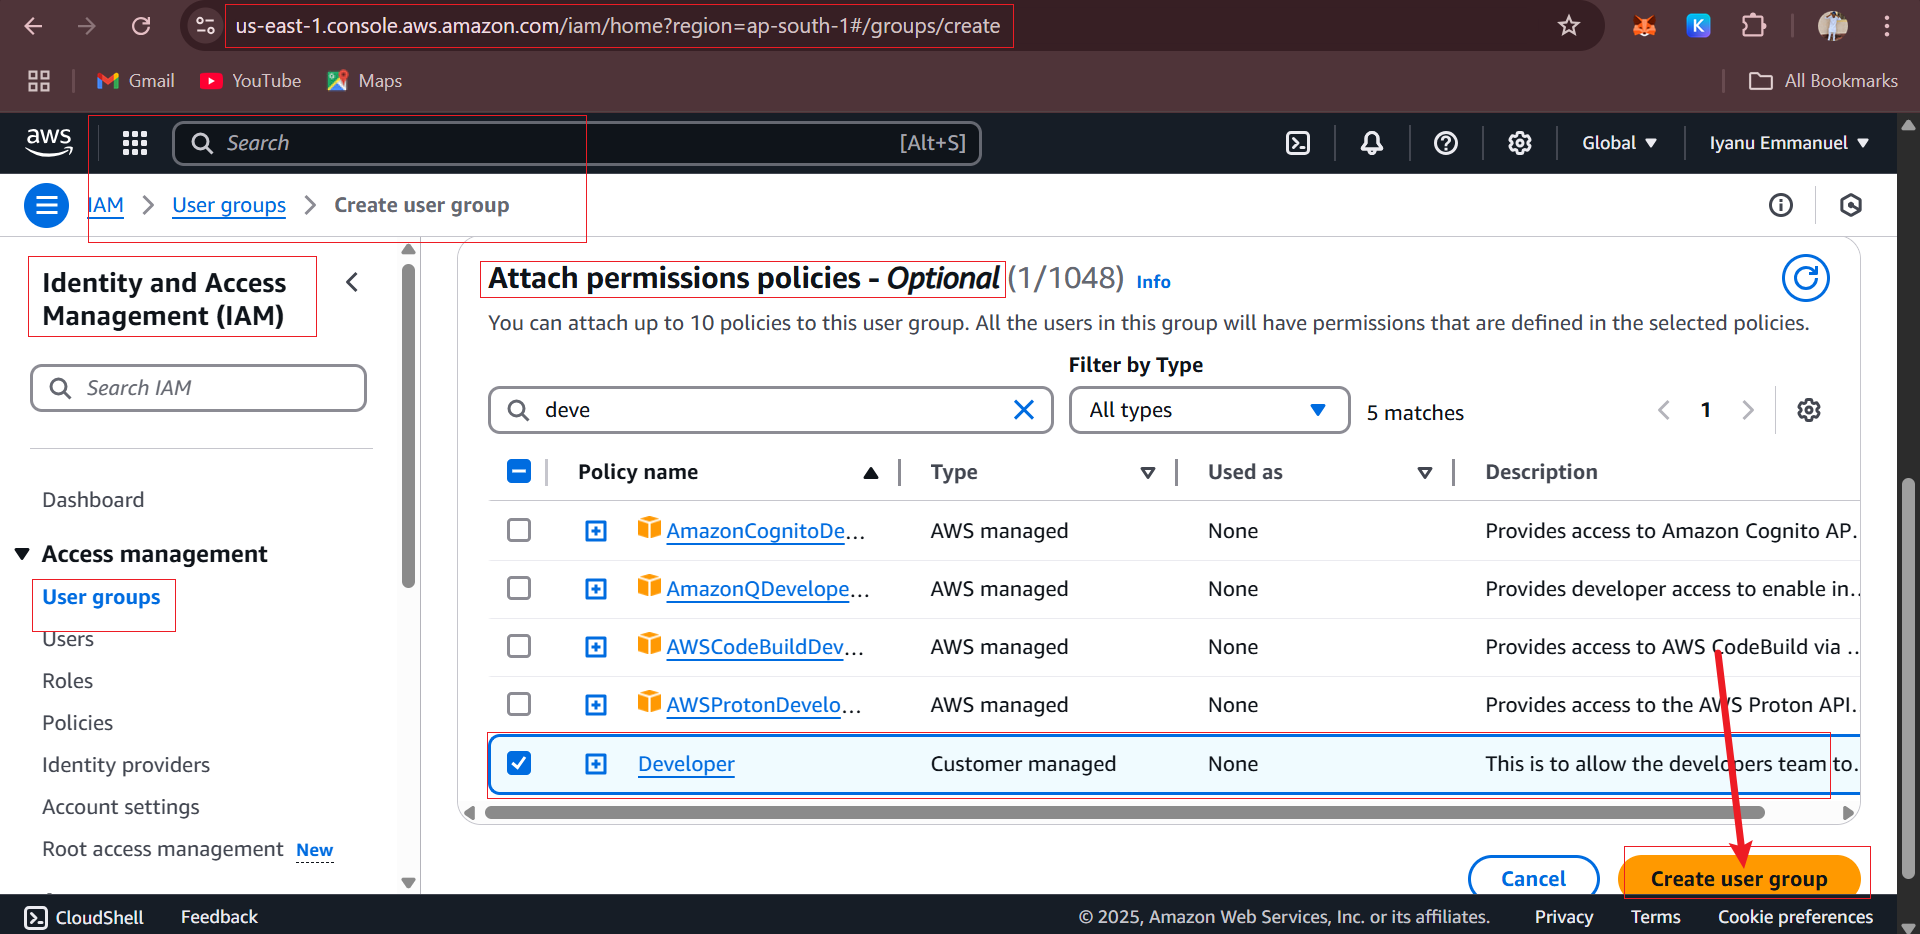 us-east-1.console.aws.amazon.com/iam/home?region=ap-south-1#/groups/create
K
Gmail
YouTube
Maps
All Bookmarks
aws
Search
[Alt+S]
Global
Iyanu Emmanuel
IAM
User groups
Create user group
Identity and Access
Management (IAM)
Search IAM
Dashboard
Access management
User groups
Users
Roles
Policies
Identity providers
Account settings
Root access management New
Attach permissions policies - Optional (1/1048) Info
You can attach up to 10 policies to this user group. All the users in this group will have permissions that are defined in the selected policies.
Filter by Type
deve
All types
5 matches
1
Policy name Type Used as Description
AmazonCognitoDe... AWS managed None Provides access to Amazon Cognito AP.
AmazonQDevelope... AWS managed None Provides developer access to enable in..
AWSCodeBuildDev... AWS managed None Provides access to AWS CodeBuild via ...
AWSProtonDevelo... AWS managed None Provides access to the AWS Proton API.
Developer Customer managed None This is to allow the developers team to.
Cancel
Create user group
CloudShell
Feedback
© 2025, Amazon Web Services, Inc. or its affiliates.
Privacy
Terms
Cookie preferences